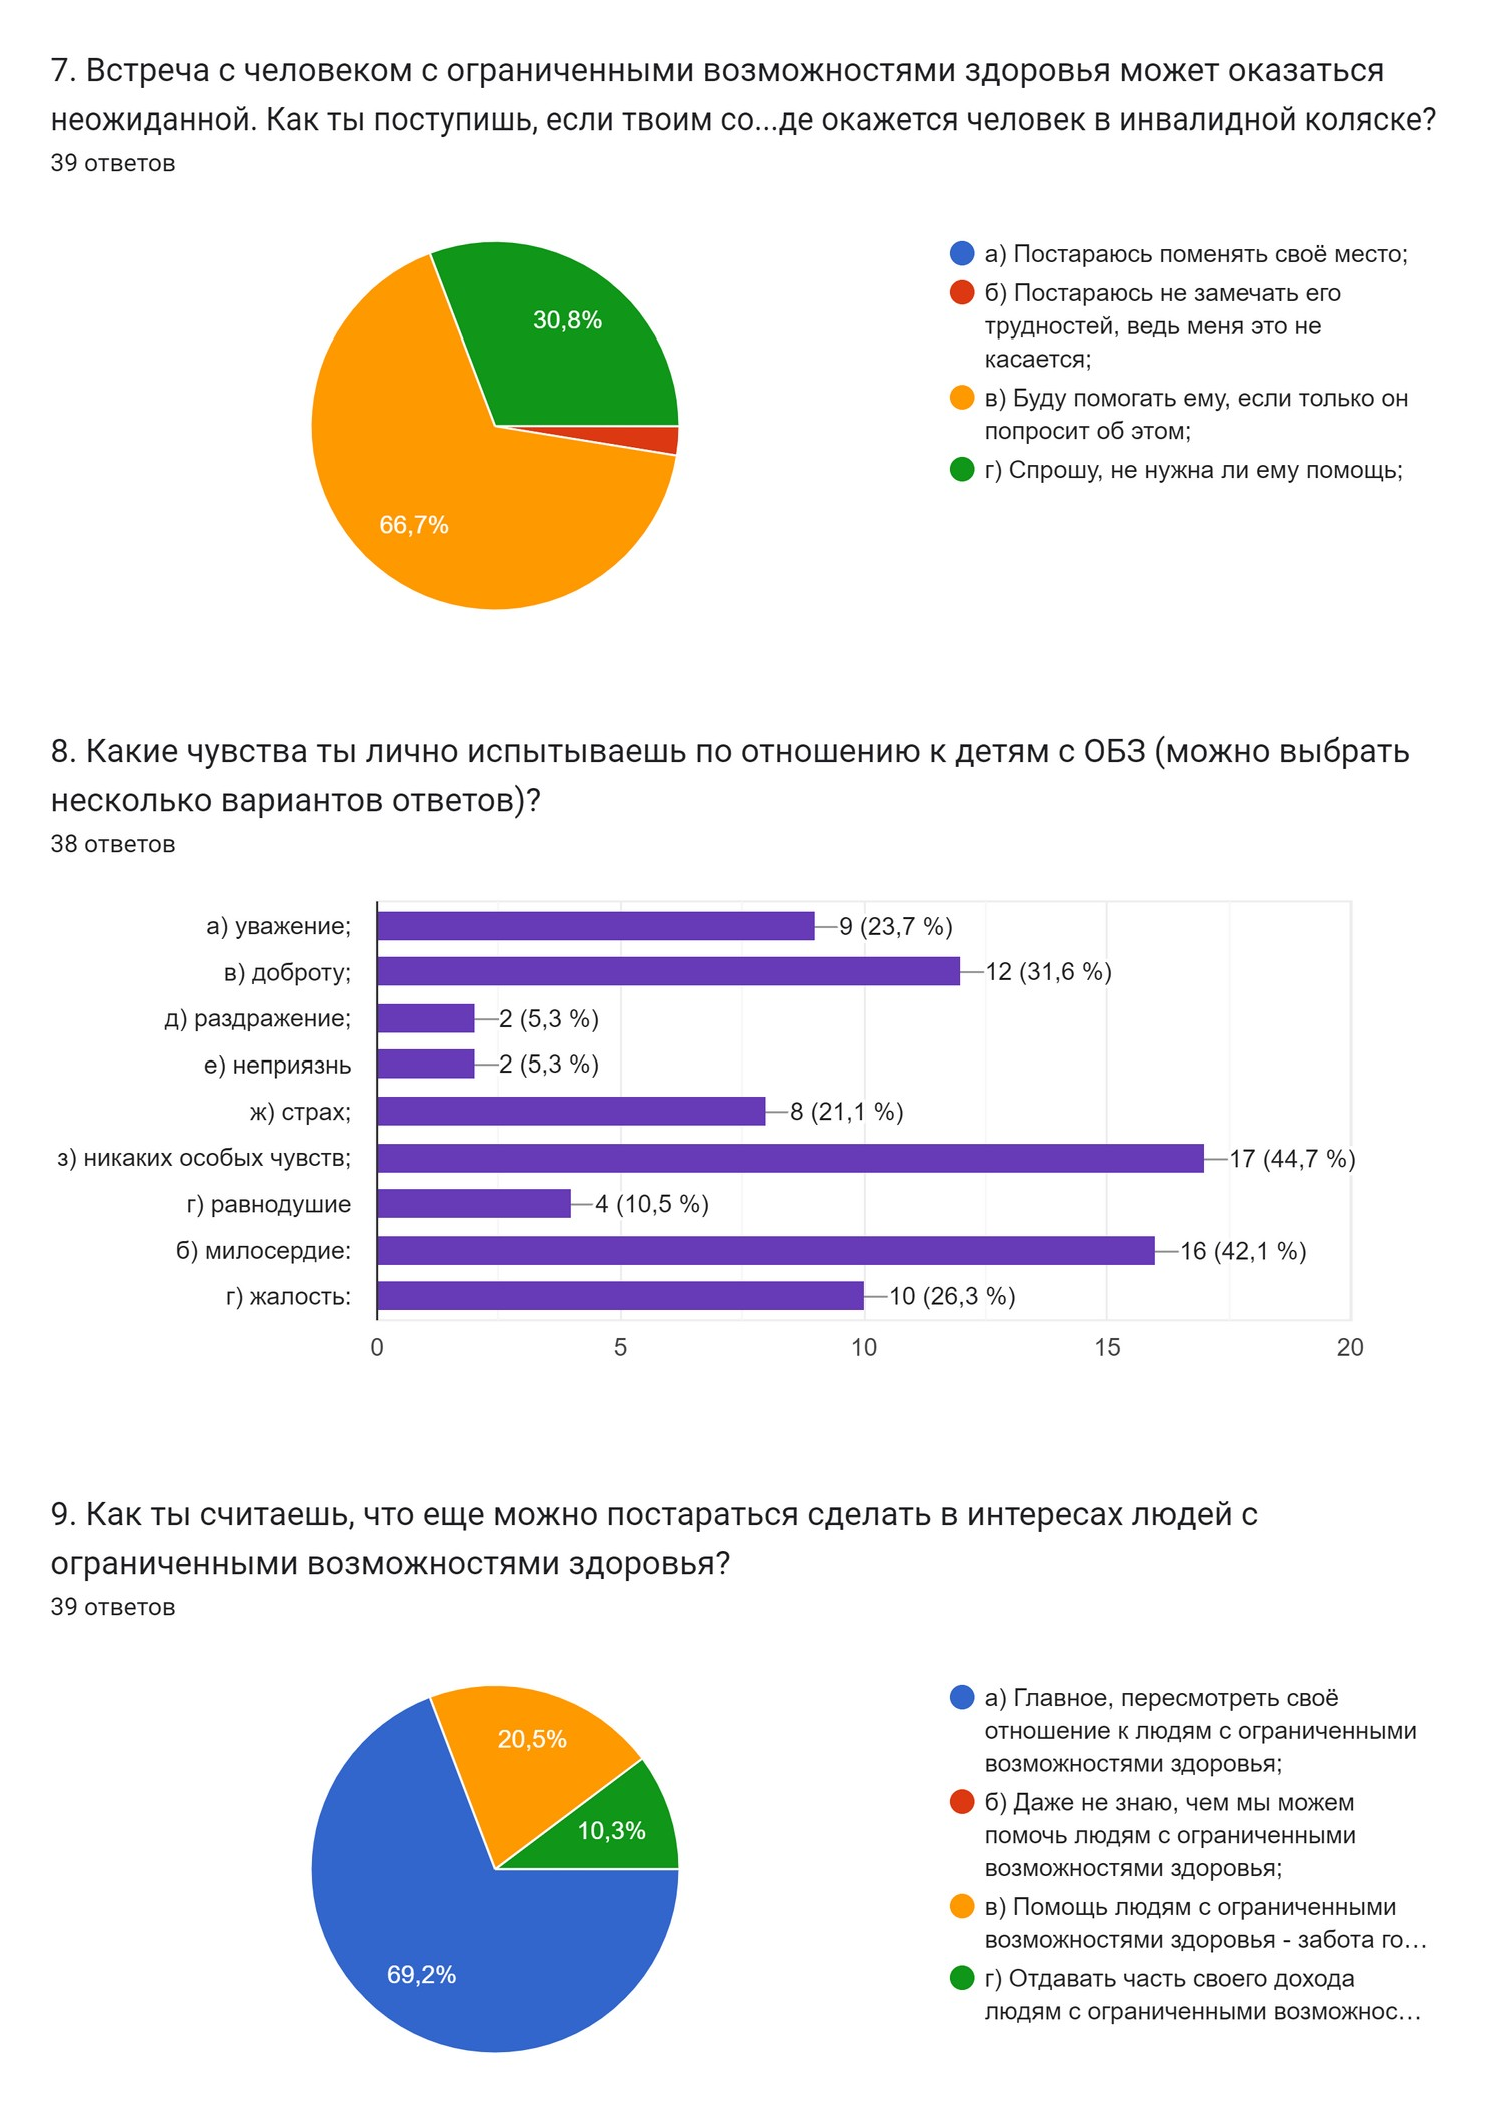 7. Встреча с человеком с ограниченными возможностями здоровья может оказаться
неожиданной. Как ты поступишь, если твоим со...де окажется человек в инвалидной коляске?
39 ответов
а) Постараюсь поменять своё место;
б) Постараюсь не замечать его
трудностей, ведь меня это не
касается;
в) Буду помогать ему, если только он
попросит об этом;
г) Спрошу, не нужна ли ему помощь;
30,8%
66,7%
8. Какие чувства ты лично испытываешь по отношению к детям с ОБЗ (можно выбрать
несколько вариантов ответов)?
38 ответов
а) уважение; 9 (23,7 %)
в) доброту; 12 (31,6 %)
д) раздражение; 2 (5,3 %)
е) неприязнь 2 (5,3 %)
ж) страх; 8 (21,1 %)
з) никаких особых чувств; 17 (44,7 %)
г) равнодушие 4 (10,5 %)
б) милосердие: 16 (42,1 %)
г) жалость: 10 (26,3 %)
0 5 10 15 20
9. Как ты считаешь, что еще можно постараться сделать в интересах людей с
ограниченными возможностями здоровья?
39 ответов
а) Главное, пересмотреть своё
отношение к людям с ограниченными
возможностями здоровья;
б) Даже не знаю, чем мы можем
помочь людям с ограниченными
возможностями здоровья;
в) Помощь людям с ограниченными
возможностями здоровья - забота го…
г) Отдавать часть своего дохода
людям с ограниченными возможнос…
20,5%
10,3%
69,2%